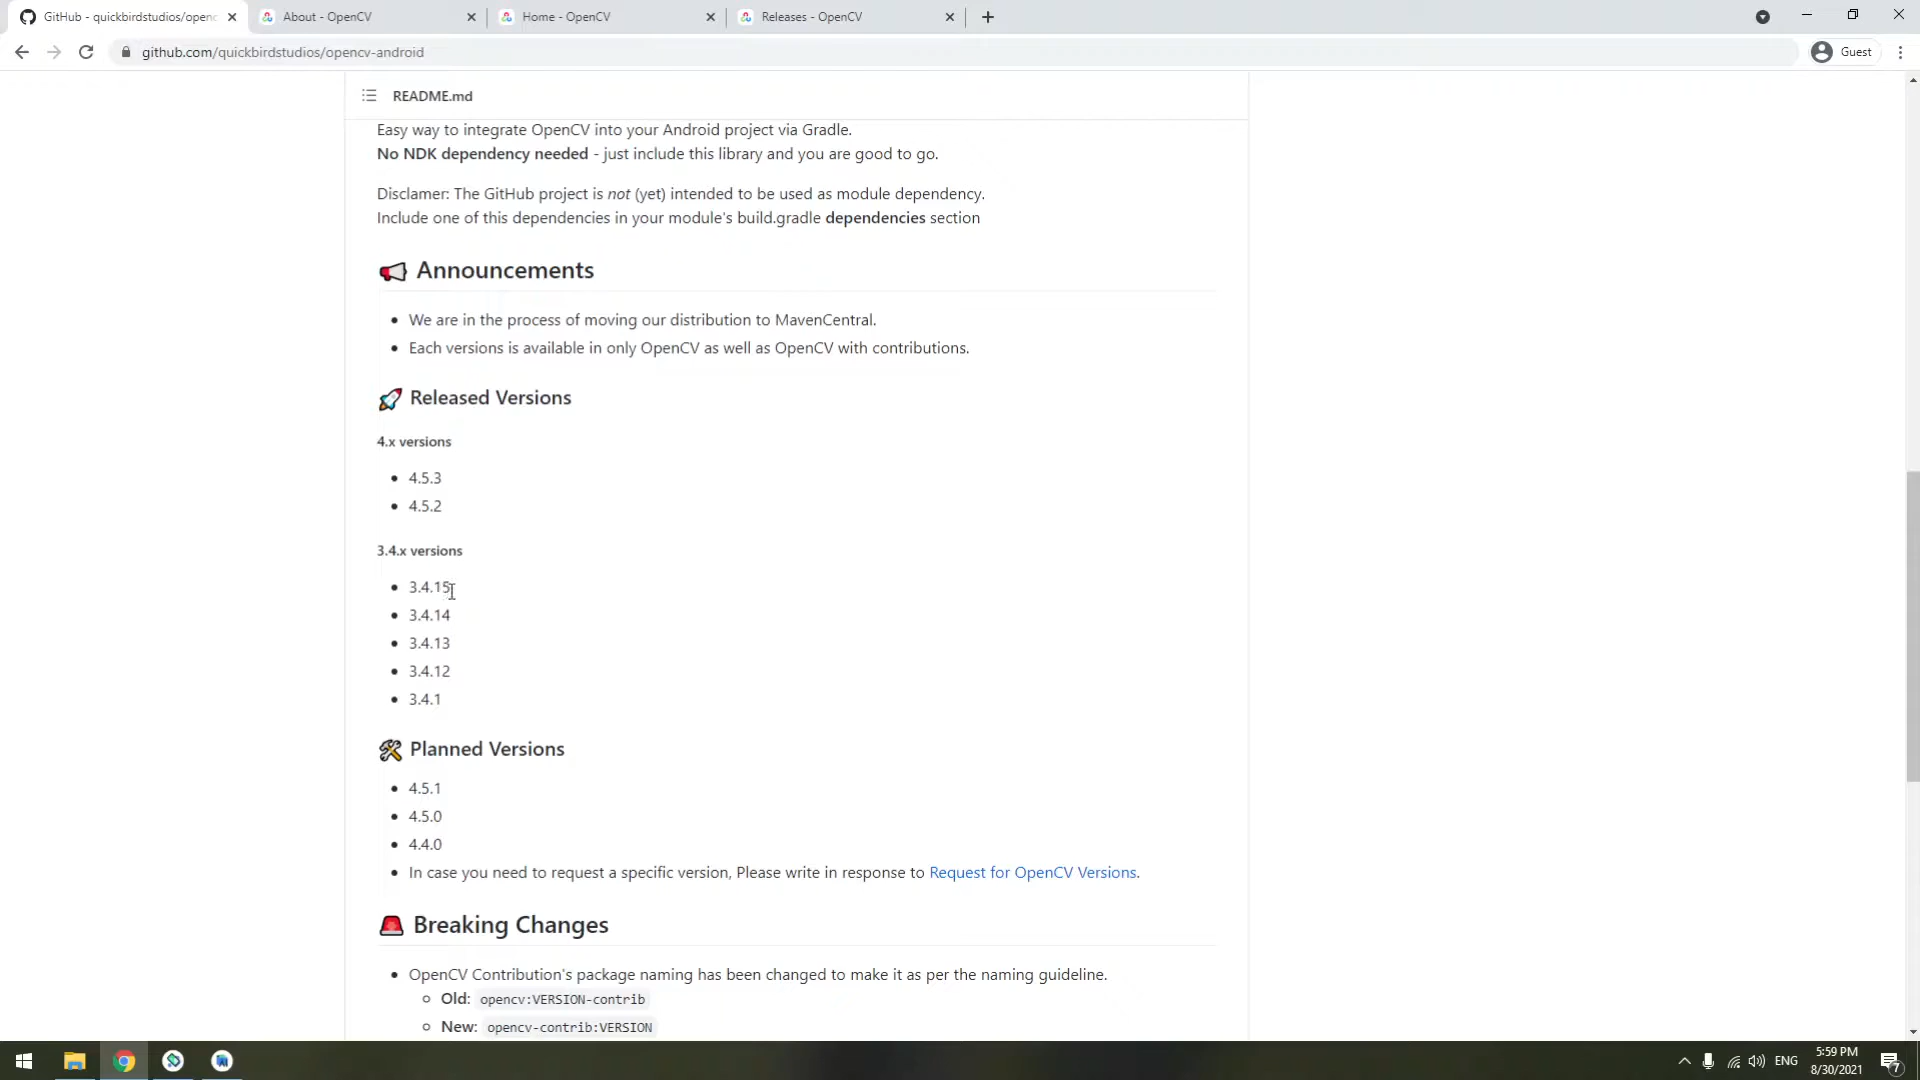 GitHub - quickbirdstudios/openc
About - OpenCV
Home - OpenCV
Releases - OpenCV
github.com/quickbirdstudios/opencv-android
Guest
README.md
Easy way to integrate OpenCV into your Android project via Gradle.
No NDK dependency needed - just include this library and you are good to go.
Disclamer: The GitHub project is not (yet) intended to be used as module dependency.
Include one of this dependencies in your module's build.gradle dependencies section
Announcements
We are in the process of moving our distribution to MavenCentral.
Each versions is available in only OpenCV as well as OpenCV with contributions.
Released Versions
4.x versions
4.5.3
4.5.2
3.4.x versions
3.4.15
3.4.14
3.4.13
3.4.12
3.4.1
Planned Versions
4.5.1
4.5.0
4.4.0
In case you need to request a specific version, Please write in response to Request for OpenCV Versions.
Breaking Changes
OpenCV Contribution's package naming has been changed to make it as per the naming guideline.
Old: opencv:VERSION-contrib
New: opencv-contrib:VERSION
ENG
5:59 PM
8/30/2021
7